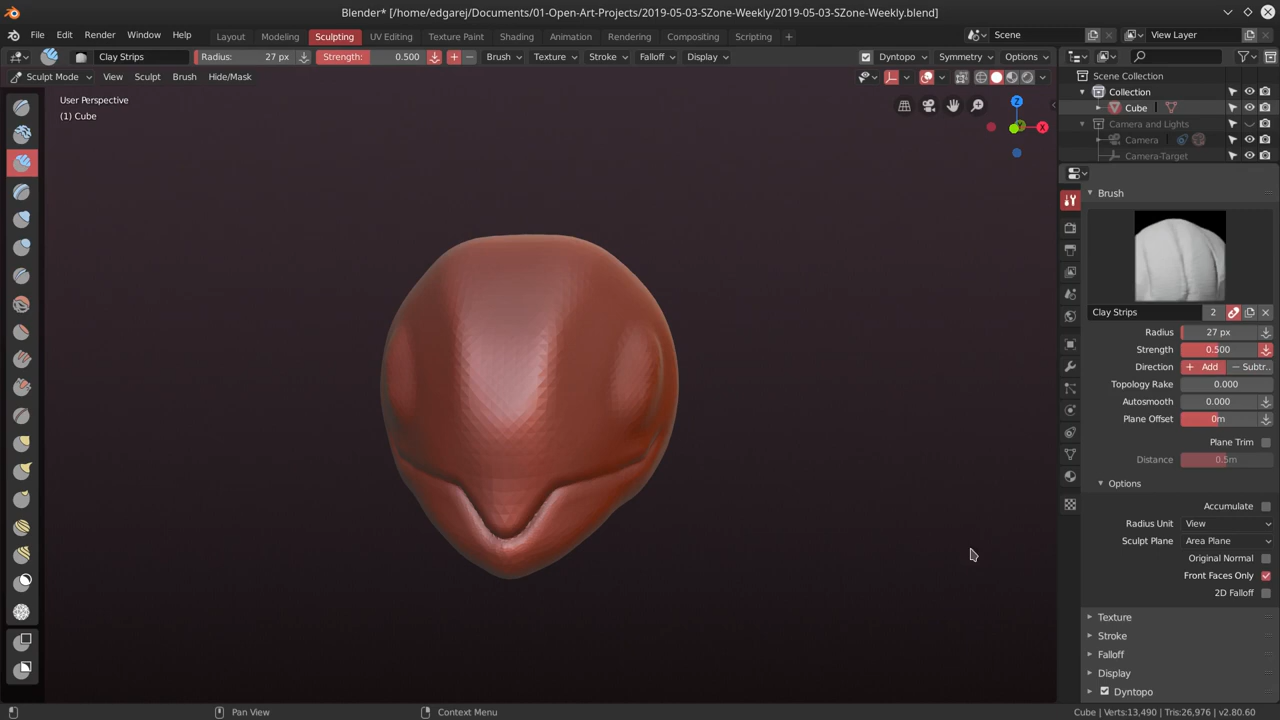 Blender* [/home/edgarej/Documents/01-Open-Art-Projects/2019-05-03-SZone-Weekly/2019-05-03-SZone-Weekly.blend]
File Edit Render Window Help Layout Modeling Sculpting UV Editing Texture Paint Shading Animation Rendering Compositing Scripting + Scene View Layer
Clay Strips Radius: 27 px Strength: 0.500 Brush Texture Stroke Falloff Display Dyntopo Symmetry Options
Sculpt Mode View Sculpt Brush Hide/Mask
Scene Collection
Collection
Cube
Camera and Lights
Camera
Camera-Target
User Perspective
(1) Cube
Z
Y
X
Brush
Clay Strips 2
Radius 27 px
Strength 0.500
Direction + Add − Subtr..
Topology Rake 0.000
Autosmooth 0.000
Plane Offset 0m
Plane Trim
Distance 0.5m
Options
Accumulate
Radius Unit View
Sculpt Plane Area Plane
Original Normal
Front Faces Only
2D Falloff
Texture
Stroke
Falloff
Display
Dyntopo
Pan View Context Menu Cube | Verts:13,490 | Tris:26,976 | v2.80.60